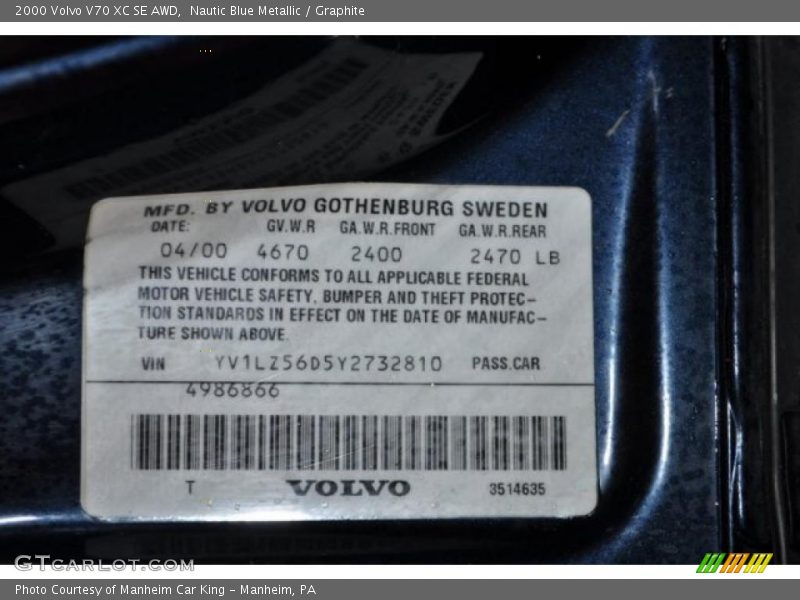 2000 Volvo V70 XC SE AWD,  Nautic Blue Metallic / Graphite
MFD. BY VOLVO GOTHENBURG SWEDEN
DATE: GV.W.R GA.W.R.FRONT GA.W.R.REAR
04/00 4670 2400 2470 LB
THIS VEHICLE CONFORMS TO ALL APPLICABLE FEDERAL
MOTOR VEHICLE SAFETY, BUMPER AND THEFT PROTEC-
TION STANDARDS IN EFFECT ON THE DATE OF MANUFAC-
TURE SHOWN ABOVE.
VIN YV1LZ56D5Y2732810 PASS.CAR
4986866
T VOLVO 3514635
GTCARLOT.COM
Photo Courtesy of Manheim Car King - Manheim, PA